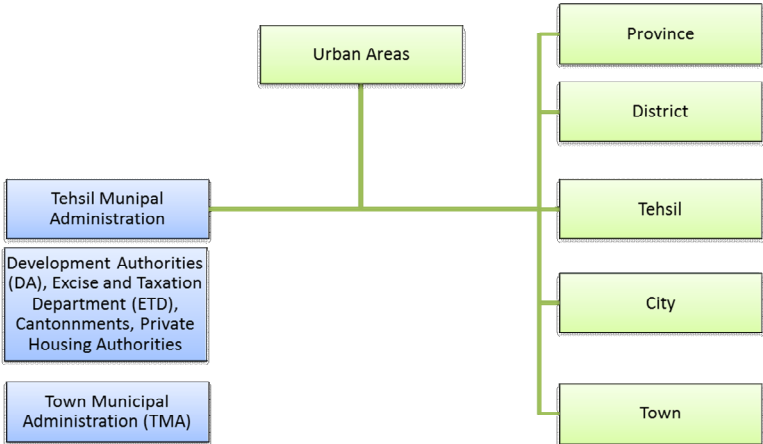 Urban Areas
Province
District
Tehsil Munipal
Administration
Tehsil
Development Authorities
(DA), Excise and Taxation
Department (ETD),
Cantonnments, Private
Housing Authorities
City
Town Municipal
Administration (TMA)
Town